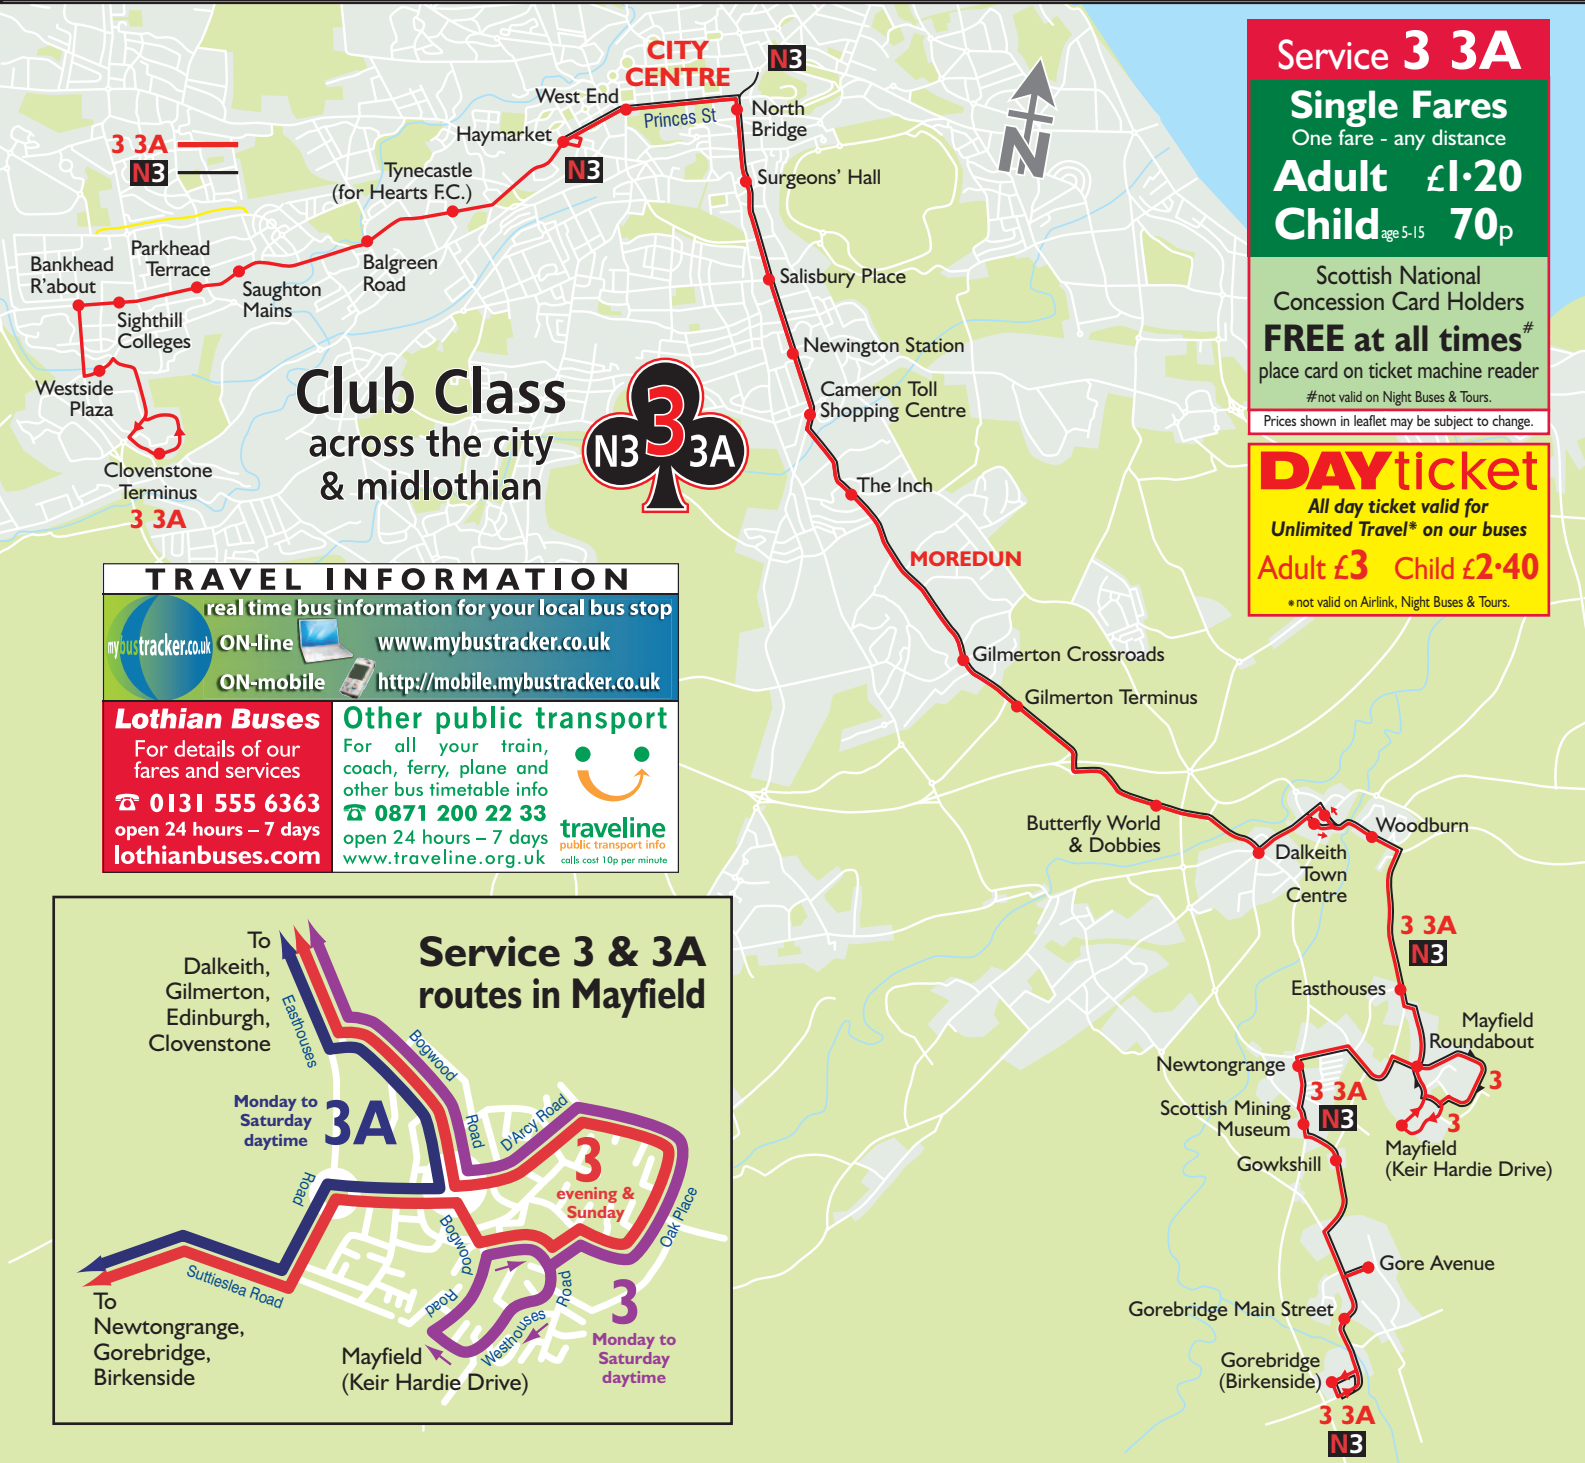 CITY
CENTRE
N3
West End
Princes St
North
Bridge
Haymarket
N3
3 3A
N3
Tynecastle
(for Hearts F.C.)
Surgeons' Hall
Parkhead
Terrace
Bankhead
R'about
Balgreen
Road
Saughton
Mains
Sighthill
Colleges
Salisbury Place
Newington Station
Westside
Plaza
Cameron Toll
Shopping Centre
Clovenstone
Terminus
3 3A
Club Class
across the city
& midlothian
N3 3 3A
The Inch
MOREDUN
N
Service 3 3A
Single Fares
One fare - any distance
Adult £1·20
Child age 5-15 70p
Scottish National
Concession Card Holders
FREE at all times#
place card on ticket machine reader
#not valid on Night Buses & Tours.
Prices shown in leaflet may be subject to change.
DAYticket
All day ticket valid for
Unlimited Travel* on our buses
Adult £3 Child £2·40
*not valid on Airlink, Night Buses & Tours.
TRAVEL INFORMATION
real time bus information for your local bus stop
mybustracker.co.uk
ON-line www.mybustracker.co.uk
ON-mobile http://mobile.mybustracker.co.uk
Lothian Buses
For details of our
fares and services
☎ 0131 555 6363
open 24 hours – 7 days
lothianbuses.com
Other public transport
For all your train,
coach, ferry, plane and
other bus timetable info
☎ 0871 200 22 33
open 24 hours – 7 days
www.traveline.org.uk
traveline
public transport info
calls cost 10p per minute
Gilmerton Crossroads
Gilmerton Terminus
Butterfly World
& Dobbies
Dalkeith
Town
Centre
Woodburn
3 3A
N3
Easthouses
Mayfield
Roundabout
Newtongrange
3 3A
N3
3
3
Scottish Mining
Museum
Mayfield
(Keir Hardie Drive)
Gowkshill
Gore Avenue
Gorebridge Main Street
Gorebridge
(Birkenside)
3 3A
N3
Service 3 & 3A
routes in Mayfield
To
Dalkeith,
Gilmerton,
Edinburgh,
Clovenstone
Easthouses
Road
Bogwood
Road
Monday to
Saturday
daytime
3A
D'Arcy Road
3
evening &
Sunday
Oak Place
Bogwood
Road
Suttieslea Road
Westhouses
Road
3
Monday to
Saturday
daytime
To
Newtongrange,
Gorebridge,
Birkenside
Mayfield
(Keir Hardie Drive)